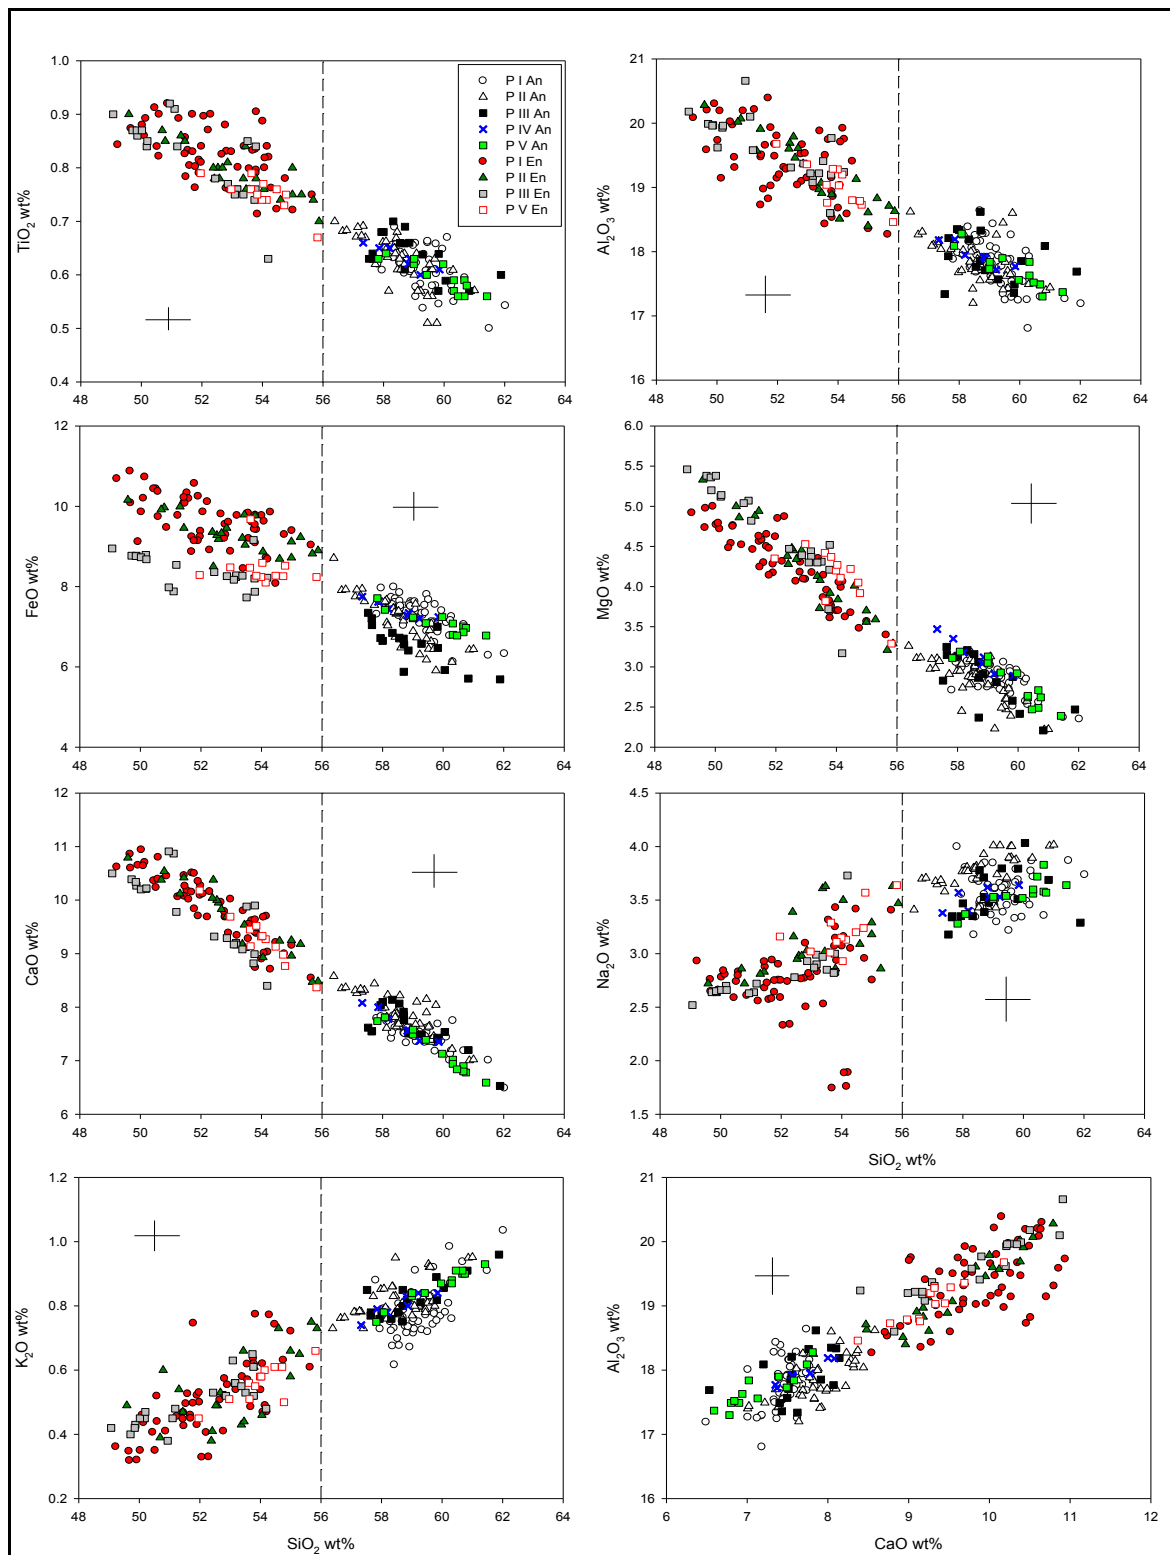 1.0
0.9
0.8
0.7
0.6
0.5
0.4
TiO₂ wt%
48 50 52 54 56 58 60 62 64
P I An
P II An
P III An
P IV An
P V An
P I En
P II En
P III En
P V En
21
20
19
18
17
16
Al₂O₃ wt%
48 50 52 54 56 58 60 62 64
12
10
8
6
4
FeO wt%
48 50 52 54 56 58 60 62 64
6.0
5.5
5.0
4.5
4.0
3.5
3.0
2.5
2.0
MgO wt%
48 50 52 54 56 58 60 62 64
12
11
10
9
8
7
6
CaO wt%
48 50 52 54 56 58 60 62 64
4.5
4.0
3.5
3.0
2.5
2.0
1.5
Na₂O wt%
48 50 52 54 56 58 60 62 64
SiO₂ wt%
1.2
1.0
0.8
0.6
0.4
0.2
K₂O wt%
48 50 52 54 56 58 60 62 64
SiO₂ wt%
21
20
19
18
17
16
Al₂O₃ wt%
6 7 8 9 10 11 12
CaO wt%